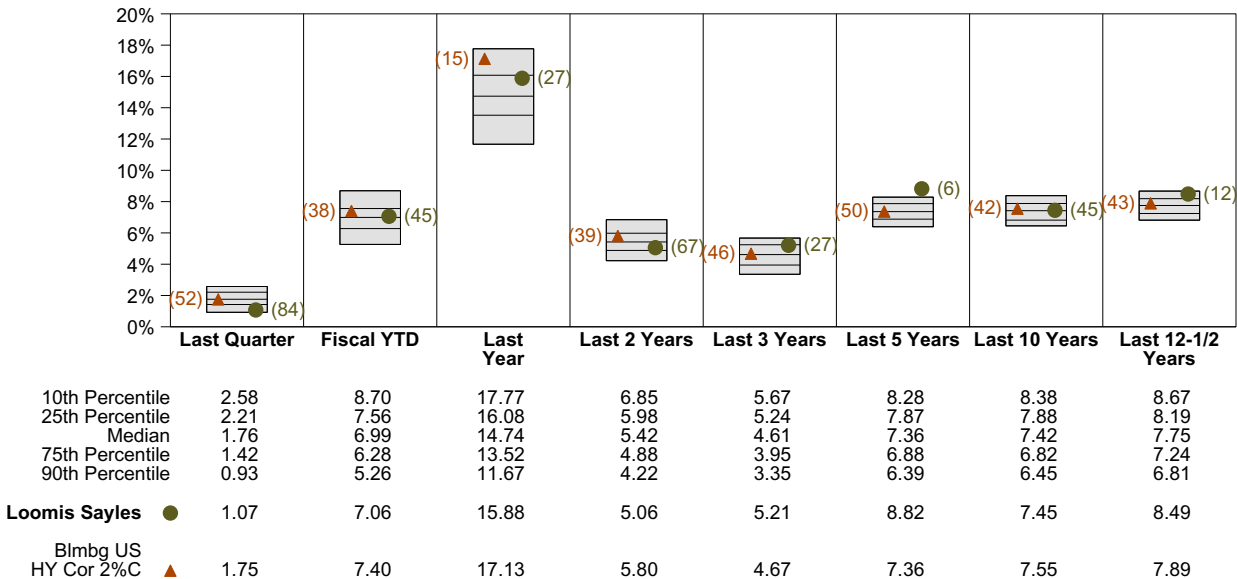 20%
18%
16%
14%
12%
10%
8%
6%
4%
2%
0%
(52) (84)
(38) (45)
(15) (27)
(39) (67)
(46) (27)
(50) (6)
(42) (45)
(43) (12)
Last Quarter Fiscal YTD Last Year Last 2 Years Last 3 Years Last 5 Years Last 10 Years Last 12-1/2 Years
10th Percentile 2.58 8.70 17.77 6.85 5.67 8.28 8.38 8.67
25th Percentile 2.21 7.56 16.08 5.98 5.24 7.87 7.88 8.19
Median 1.76 6.99 14.74 5.42 4.61 7.36 7.42 7.75
75th Percentile 1.42 6.28 13.52 4.88 3.95 6.88 6.82 7.24
90th Percentile 0.93 5.26 11.67 4.22 3.35 6.39 6.45 6.81
Loomis Sayles 1.07 7.06 15.88 5.06 5.21 8.82 7.45 8.49
Blmbg US
HY Cor 2%C 1.75 7.40 17.13 5.80 4.67 7.36 7.55 7.89